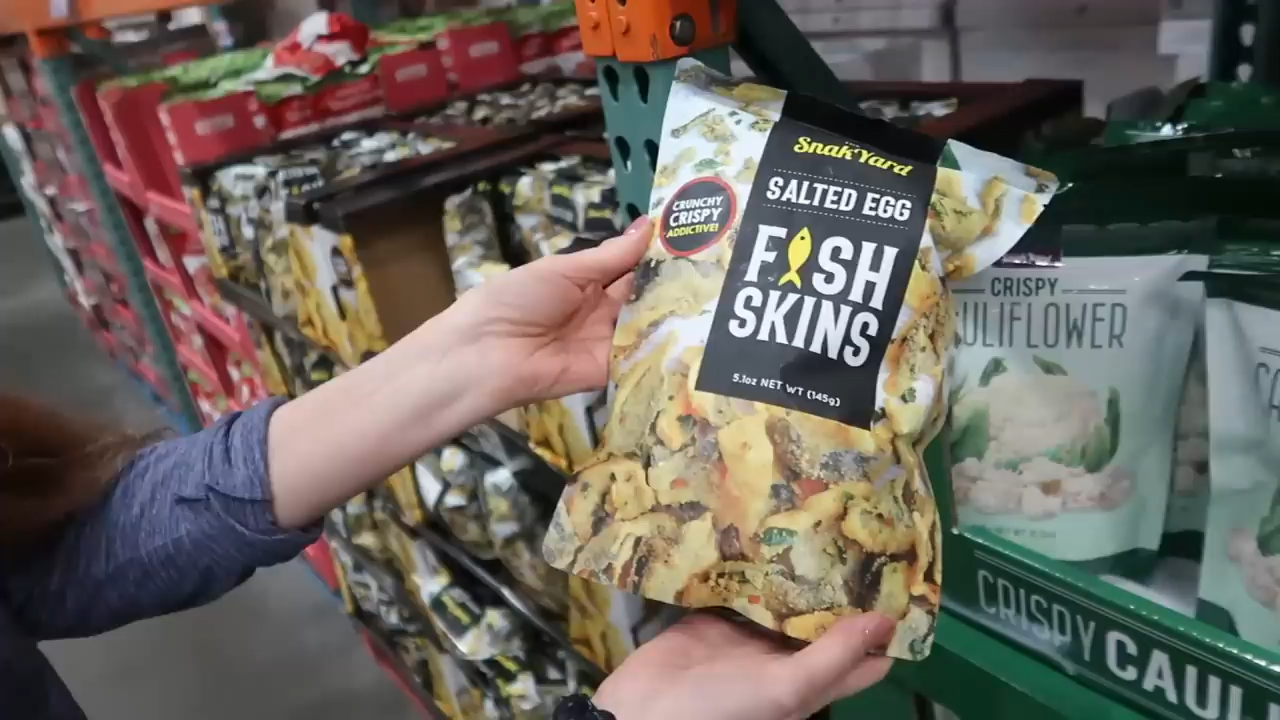 SnakYard
SALTED EGG
FISH
SKINS
5.1oz NET WT (145g)
CRUNCHY
CRISPY
ADDICTIVE!
CRISPY
ULIFLOWER
CRISPY CAUL